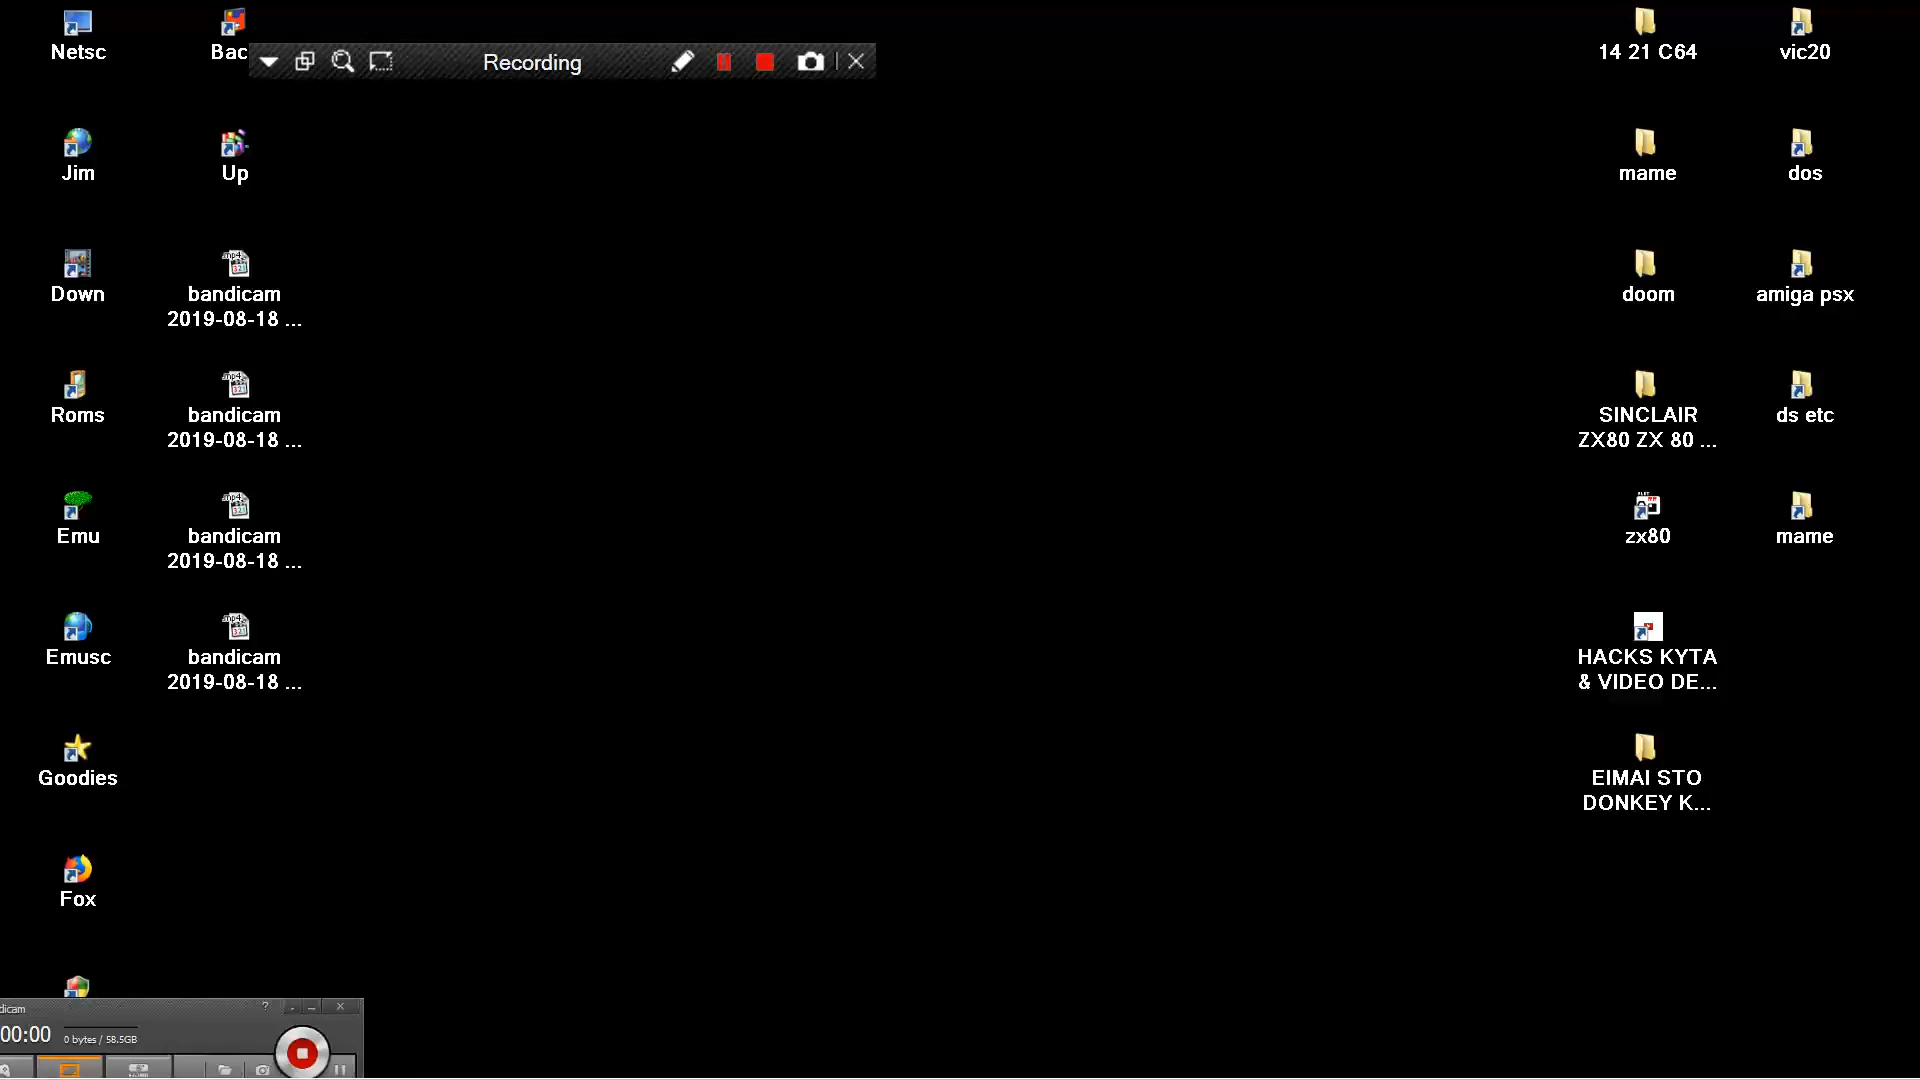 Netsc
Bac
Recording
14 21 C64
vic20
Jim
Up
mame
dos
Down
bandicam
2019-08-18 ...
doom
amiga psx
Roms
bandicam
2019-08-18 ...
SINCLAIR
ZX80 ZX 80 ...
ds etc
Emu
bandicam
2019-08-18 ...
zx80
mame
Emusc
bandicam
2019-08-18 ...
HACKS KYTA
& VIDEO DE...
Goodies
EIMAI STO
DONKEY K...
Fox
dicam
00:00
0 bytes / 58.5GB